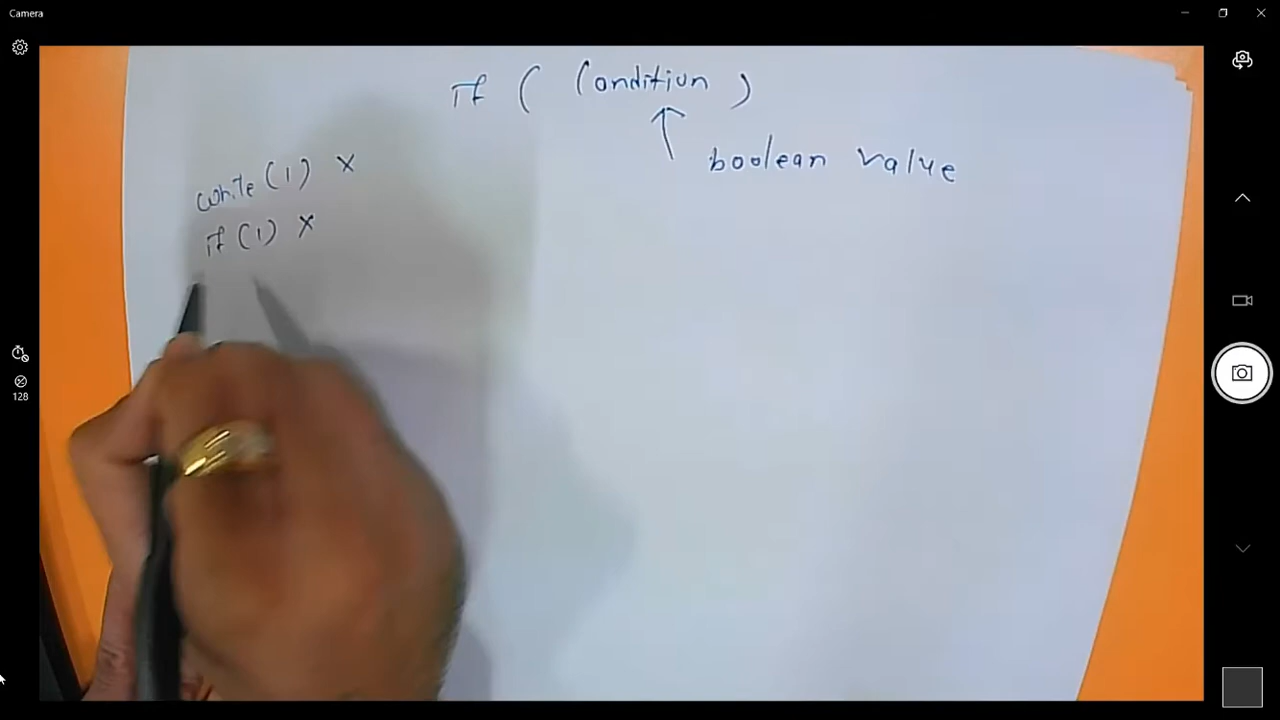 Camera
if ( Condition )
boolean value
while (1) x
if (1) x
128